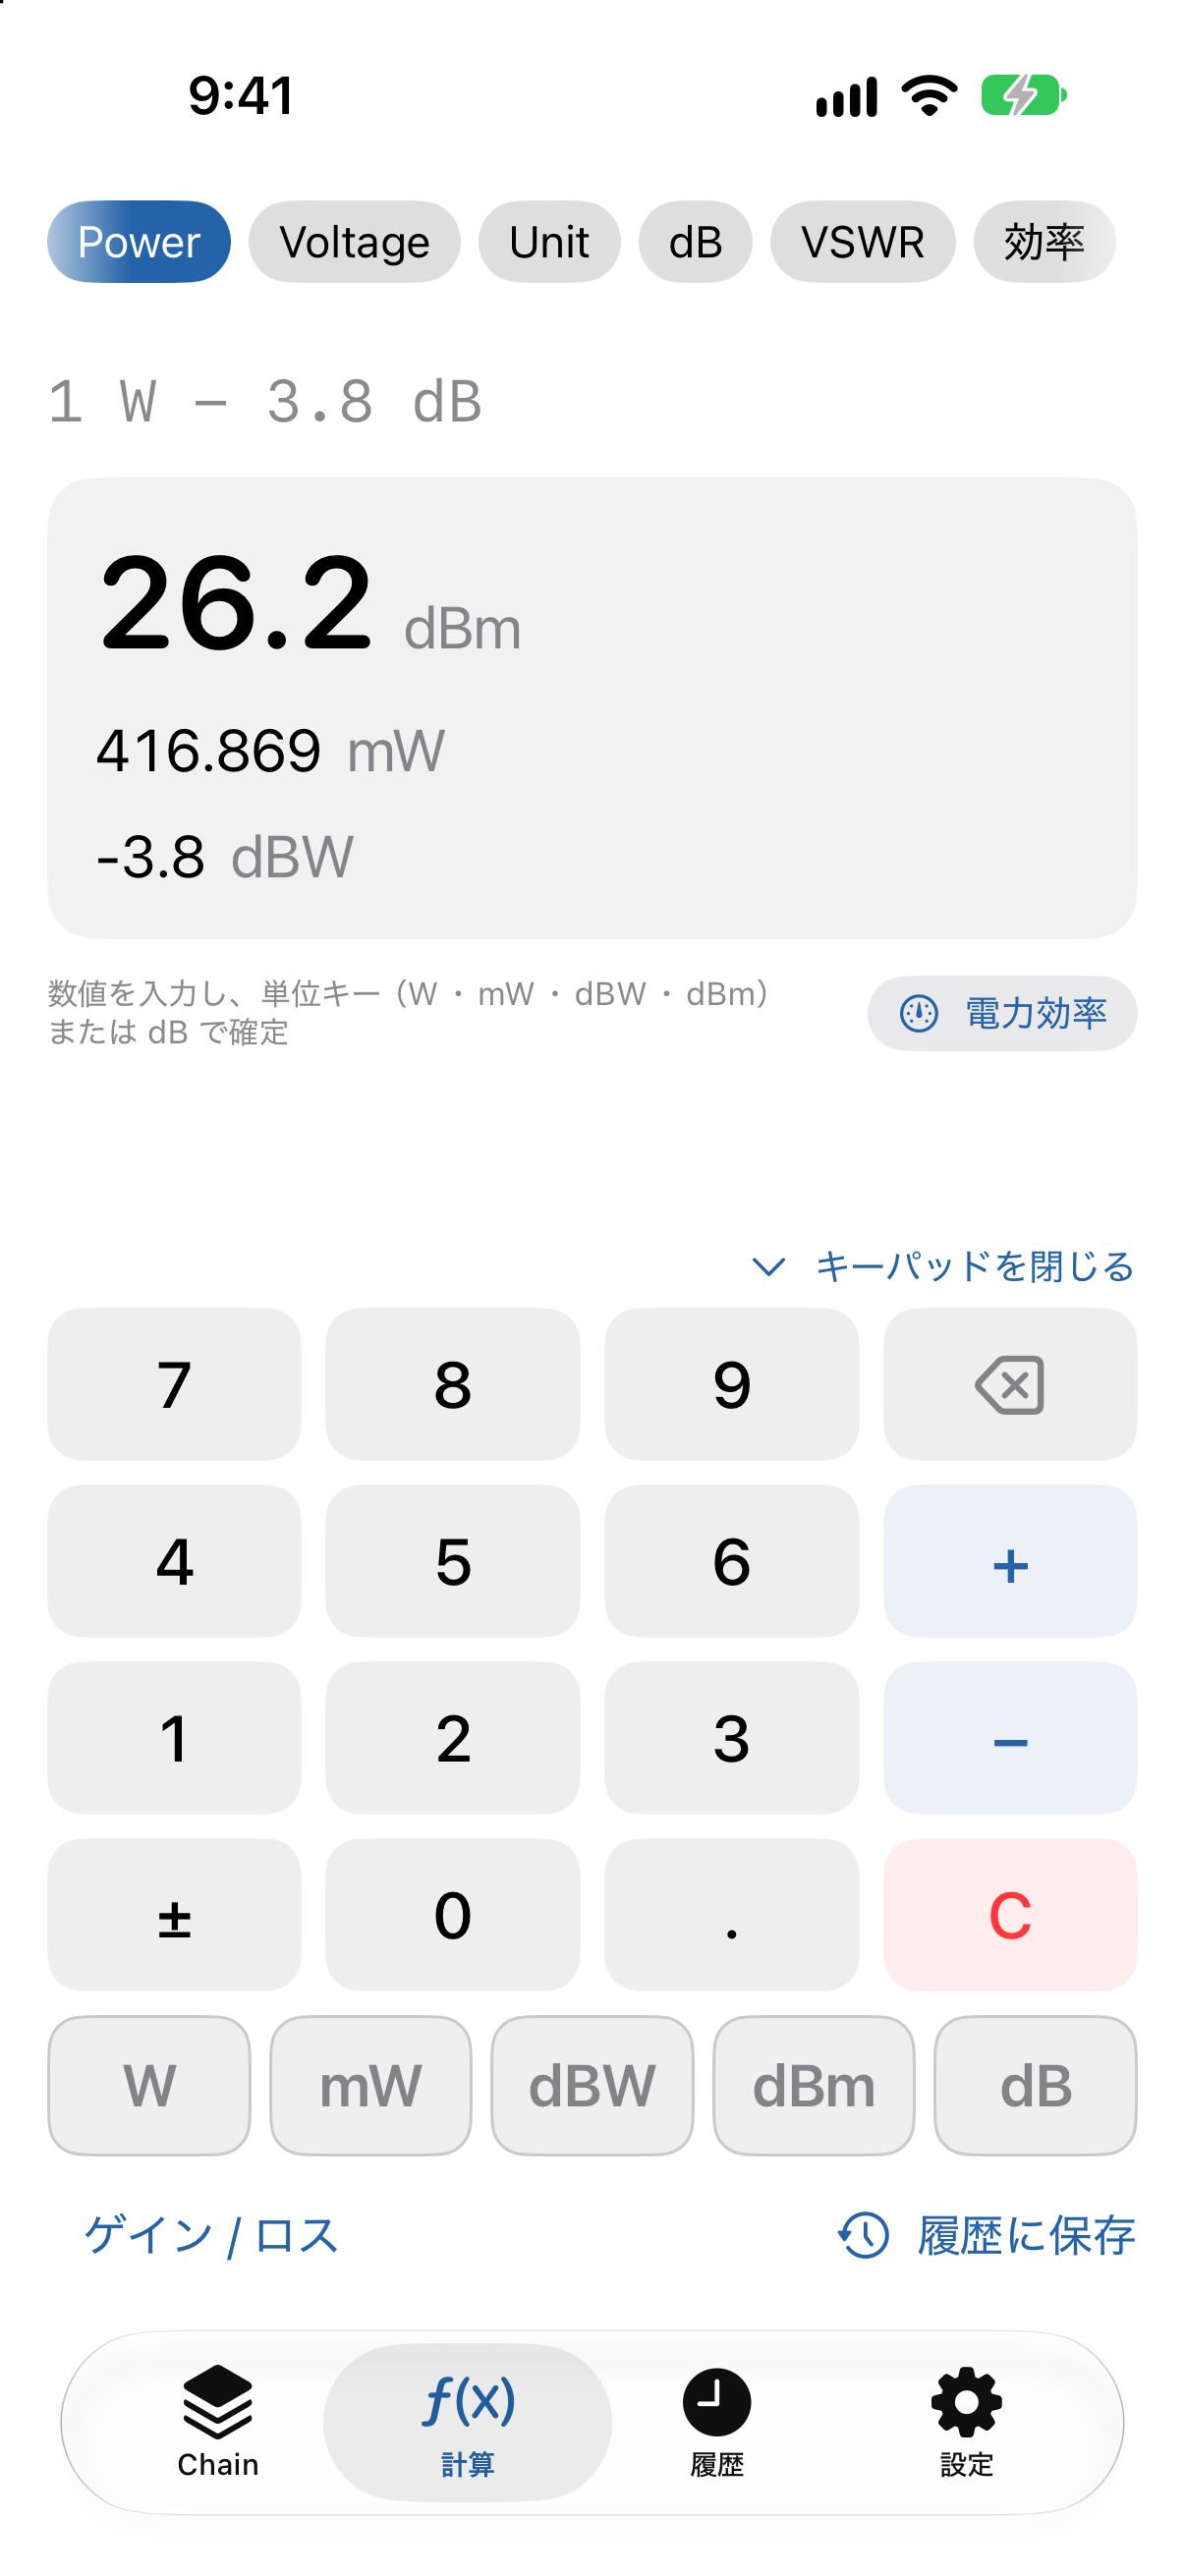 9:41
Power Voltage Unit dB VSWR 効率
1 W − 3.8 dB
26.2 dBm
416.869 mW
-3.8 dBW
数値を入力し、単位キー（W・mW・dBW・dBm）
または dB で確定
電力効率
キーパッドを閉じる
7 8 9
4 5 6 +
1 2 3 −
± 0 . C
W mW dBW dBm dB
ゲイン / ロス 履歴に保存
f(x)
Chain 計算 履歴 設定